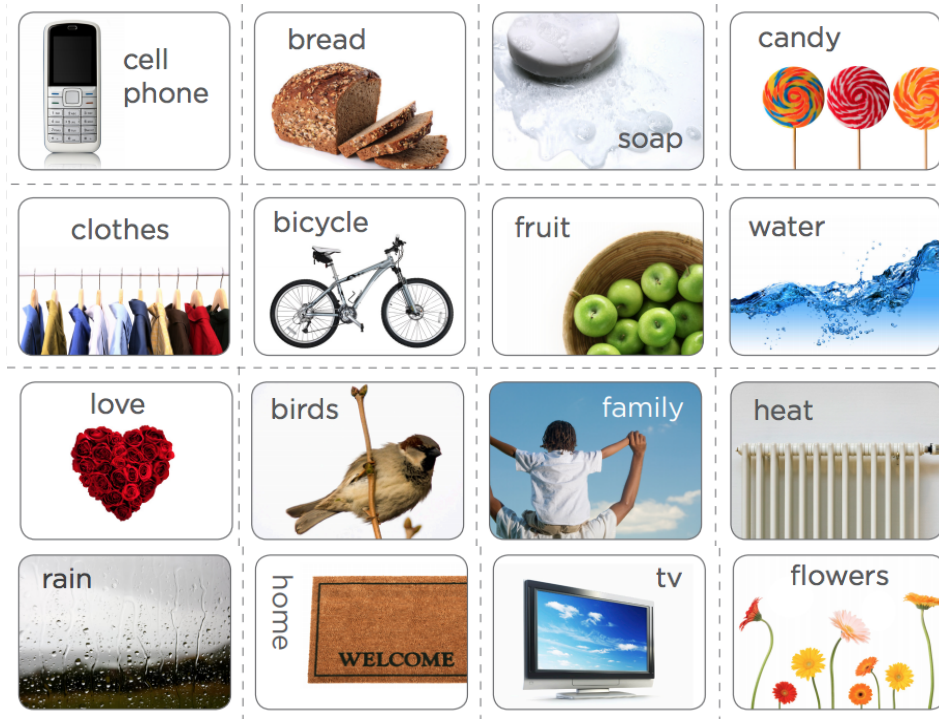 cell
phone
bread
soap
candy
clothes
bicycle
fruit
water
love
birds
family
heat
rain
home
WELCOME
tv
flowers